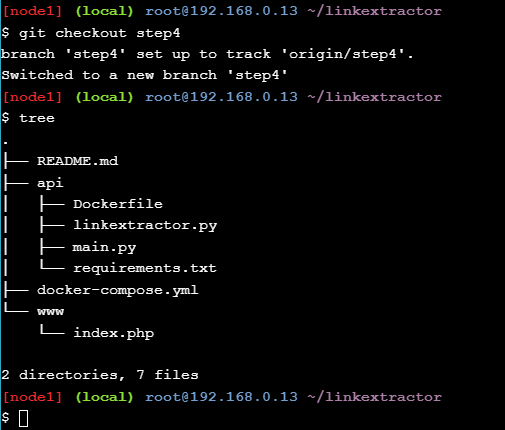 [node1] (local) root@192.168.0.13 ~/linkextractor
$ git checkout step4
branch 'step4' set up to track 'origin/step4'.
Switched to a new branch 'step4'
[node1] (local) root@192.168.0.13 ~/linkextractor
$ tree
.
├── README.md
├── api
│   ├── Dockerfile
│   ├── linkextractor.py
│   ├── main.py
│   └── requirements.txt
├── docker-compose.yml
└── www
    └── index.php

2 directories, 7 files
[node1] (local) root@192.168.0.13 ~/linkextractor
$